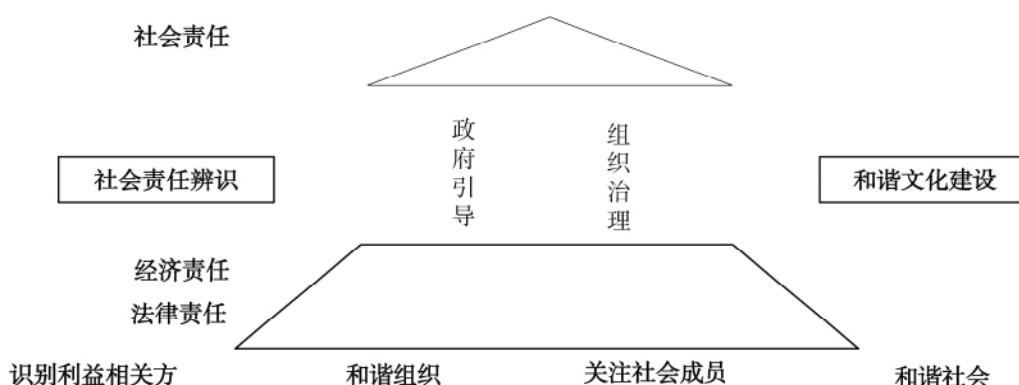 社会责任
政府引导
组织治理
社会责任辨识
和谐文化建设
经济责任
法律责任
识别利益相关方
和谐组织
关注社会成员
和谐社会